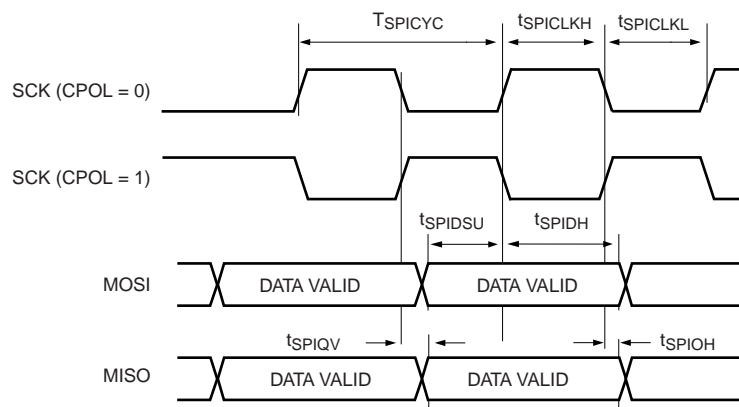 TSPICYC tSPICLKH tSPICLKL
SCK (CPOL = 0)
SCK (CPOL = 1)
tSPIDSU tSPIDH
MOSI DATA VALID DATA VALID
tSPIQV tSPIOH
MISO DATA VALID DATA VALID